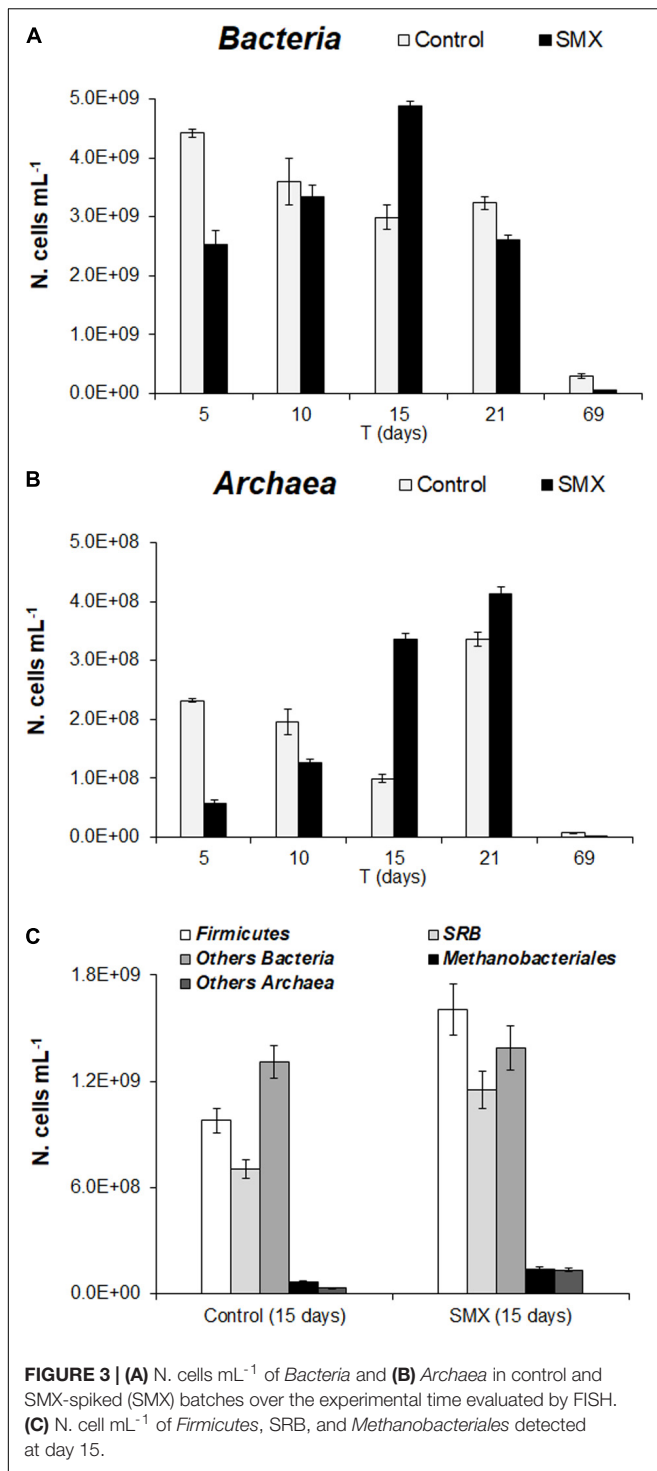 A
Bacteria
Control
SMX
5.0E+09
4.0E+09
3.0E+09
2.0E+09
1.0E+09
0.0E+00
N. cells mL-1
5 10 15 21 69
T (days)
B
Archaea
Control
SMX
5.0E+08
4.0E+08
3.0E+08
2.0E+08
1.0E+08
0.0E+00
N. cells mL-1
5 10 15 21 69
T (days)
C
Firmicutes
SRB
Others Bacteria
Methanobacteriales
Others Archaea
1.8E+09
1.2E+09
6.0E+08
0.0E+00
N. cells mL-1
Control (15 days)
SMX (15 days)
FIGURE 3 | (A) N. cells mL-1 of Bacteria and (B) Archaea in control and
SMX-spiked (SMX) batches over the experimental time evaluated by FISH.
(C) N. cell mL-1 of Firmicutes, SRB, and Methanobacteriales detected
at day 15.